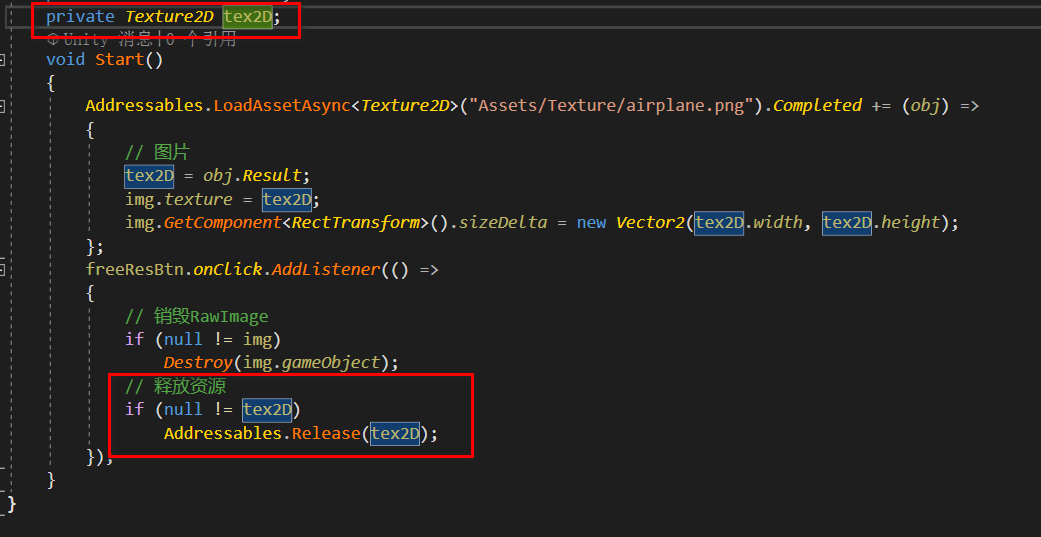 private Texture2D tex2D;
Unity 消息|0 个引用
void Start()
{
Addressables.LoadAssetAsync<Texture2D>("Assets/Texture/airplane.png").Completed += (obj) =>
{
// 图片
tex2D = obj.Result;
img.texture = tex2D;
img.GetComponent<RectTransform>().sizeDelta = new Vector2(tex2D.width, tex2D.height);
};
freeResBtn.onClick.AddListener(() =>
{
// 销毁RawImage
if (null != img)
Destroy(img.gameObject);
// 释放资源
if (null != tex2D)
Addressables.Release(tex2D);
});
}
}